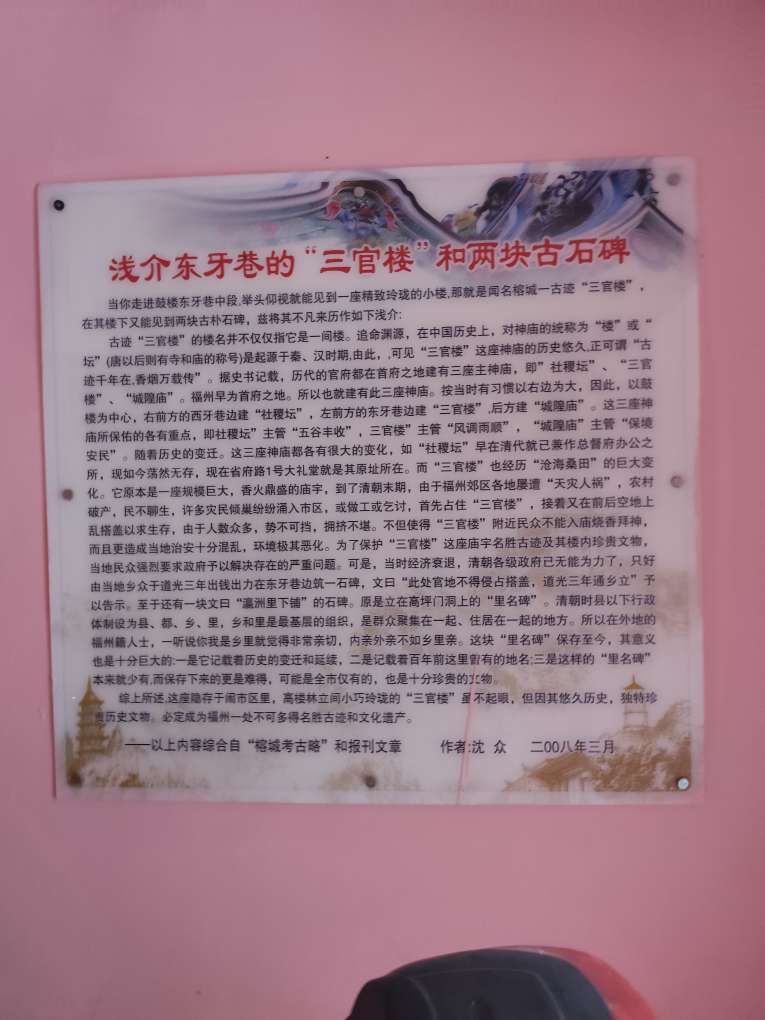 浅介东牙巷的“三官楼”和两块古石碑
当你走进鼓楼东牙巷中段,举头仰视就能见到一座精致玲珑的小楼,那就是闻名榕城一古迹“三官楼”，
在其楼下又能见到两块古朴石碑，兹将其不凡来历作如下浅介:
古迹“三官楼”的楼名并不仅仅指它是一间楼。追命渊源，在中国历史上，对神庙的统称为“楼”或“
坛”(唐以后则有寺和庙的称号)是起源于秦、汉时期,由此，,可见“三官楼”这座神庙的历史悠久,正可谓“古
迹千年在,香烟万载传”。据史书记载，历代的官府都在首府之地建有三座主神庙，即”社稷坛”、“三官
楼”、“城隍庙”。福州早为首府之地。所以也就建有此三座神庙。按当时有习惯以右边为大，因此，以鼓
楼为中心，右前方的西牙巷边建“社稷坛”，左前方的东牙巷边建“三官楼”,后方建“城隍庙”。这三座神
庙所保佑的各有重点，即社稷坛”主管“五谷丰收”，三官楼”主管“风调雨顺”，“城隍庙”主管“保境
安民”。随着历史的变迁。这三座神庙都各有很大的变化，如“社稷坛”早在清代就已兼作总督府办公之
所，现如今荡然无存，现在省府路1号大礼堂就是其原址所在。而“三官楼”也经历“沧海桑田”的巨大变
化。它原本是一座规模巨大，香火鼎盛的庙宇，到了清朝末期，由于福州郊区各地屡遭“天灾人祸”，农村
破产，民不聊生，许多灾民倾巢纷纷涌入市区，或做工或乞讨，首先占住“三官楼”，接着又在前后空地上
乱搭盖以求生存，由于人数众多，势不可挡，拥挤不堪。不但使得“三官楼”附近民众不能入庙烧香拜神，
而且更造成当地治安十分混乱，环境极其恶化。为了保护“三官楼”这座庙宇名胜古迹及其楼内珍贵文物，
当地民众强烈要求政府予以解决存在的严重问题。可是，当时经济衰退，清朝各级政府已无能为力了，只好
由当地乡众于道光三年出钱出力在东牙巷边筑一石碑，文曰“此处官地不得侵占搭盖，道光三年通乡立”予
以告示。至于还有一块文曰“瀛洲里下铺”的石碑。原是立在高坪门洞上的“里名碑”。清朝时县以下行政
体制设为县、都、乡、里，乡和里是最基层的组织，是群众聚集在一起、住居在一起的地方。所以在外地的
福州籍人士，一听说你我是乡里就觉得非常亲切，内亲外亲不如乡里亲。这块“里名碑”保存至今，其意义
也是十分巨大的:一是它记载着历史的变迁和延续，二是记载着百年前这里曾有的地名;三是这样的“里名碑”
本来就少有,而保存下来的更是难得，可能是全市仅有的，也是十分珍贵的文物。
综上所述,这座隐存于闹市区里，高楼林立间小巧玲珑的“三官楼”虽不起眼，但因其悠久历史，独特珍
贵历史文物。必定成为福州一处不可多得名胜古迹和文化遗产。
——以上内容综合自“榕城考古略”和报刊文章 作者:沈 众 二〇〇八年三月